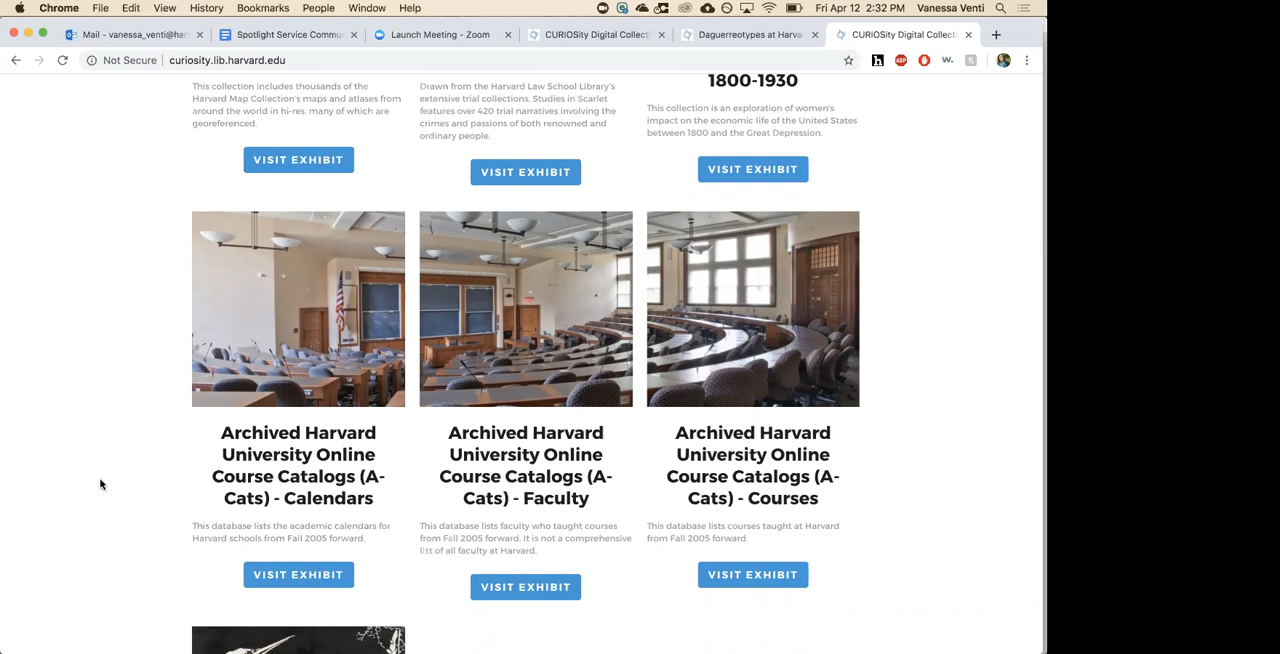 Chrome File Edit View History Bookmarks People Window Help Fri Apr 12 2:32 PM Vanessa Venti
Mail - vanessa_venti@har
Spotlight Service Commu
Launch Meeting - Zoom
CURIOSity Digital Collecti
Daguerreotypes at Harvar
CURIOSity Digital Collecti
Not Secure | curiosity.lib.harvard.edu
This collection includes thousands of the
Harvard Map Collection's maps and atlases from
around the world in hi-res, many of which are
georeferenced.
VISIT EXHIBIT
Drawn from the Harvard Law School Library's
extensive trial collections, Studies in Scarlet
features over 420 trial narratives involving the
crimes and passions of both renowned and
ordinary people.
VISIT EXHIBIT
1800-1930
This collection is an exploration of women's
impact on the economic life of the United States
between 1800 and the Great Depression.
VISIT EXHIBIT
Archived Harvard
University Online
Course Catalogs (A-
Cats) - Calendars
This database lists the academic calendars for
Harvard schools from Fall 2005 forward.
VISIT EXHIBIT
Archived Harvard
University Online
Course Catalogs (A-
Cats) - Faculty
This database lists faculty who taught courses
from Fall 2005 forward. It is not a comprehensive
list of all faculty at Harvard.
VISIT EXHIBIT
Archived Harvard
University Online
Course Catalogs (A-
Cats) - Courses
This database lists courses taught at Harvard
from Fall 2005 forward.
VISIT EXHIBIT